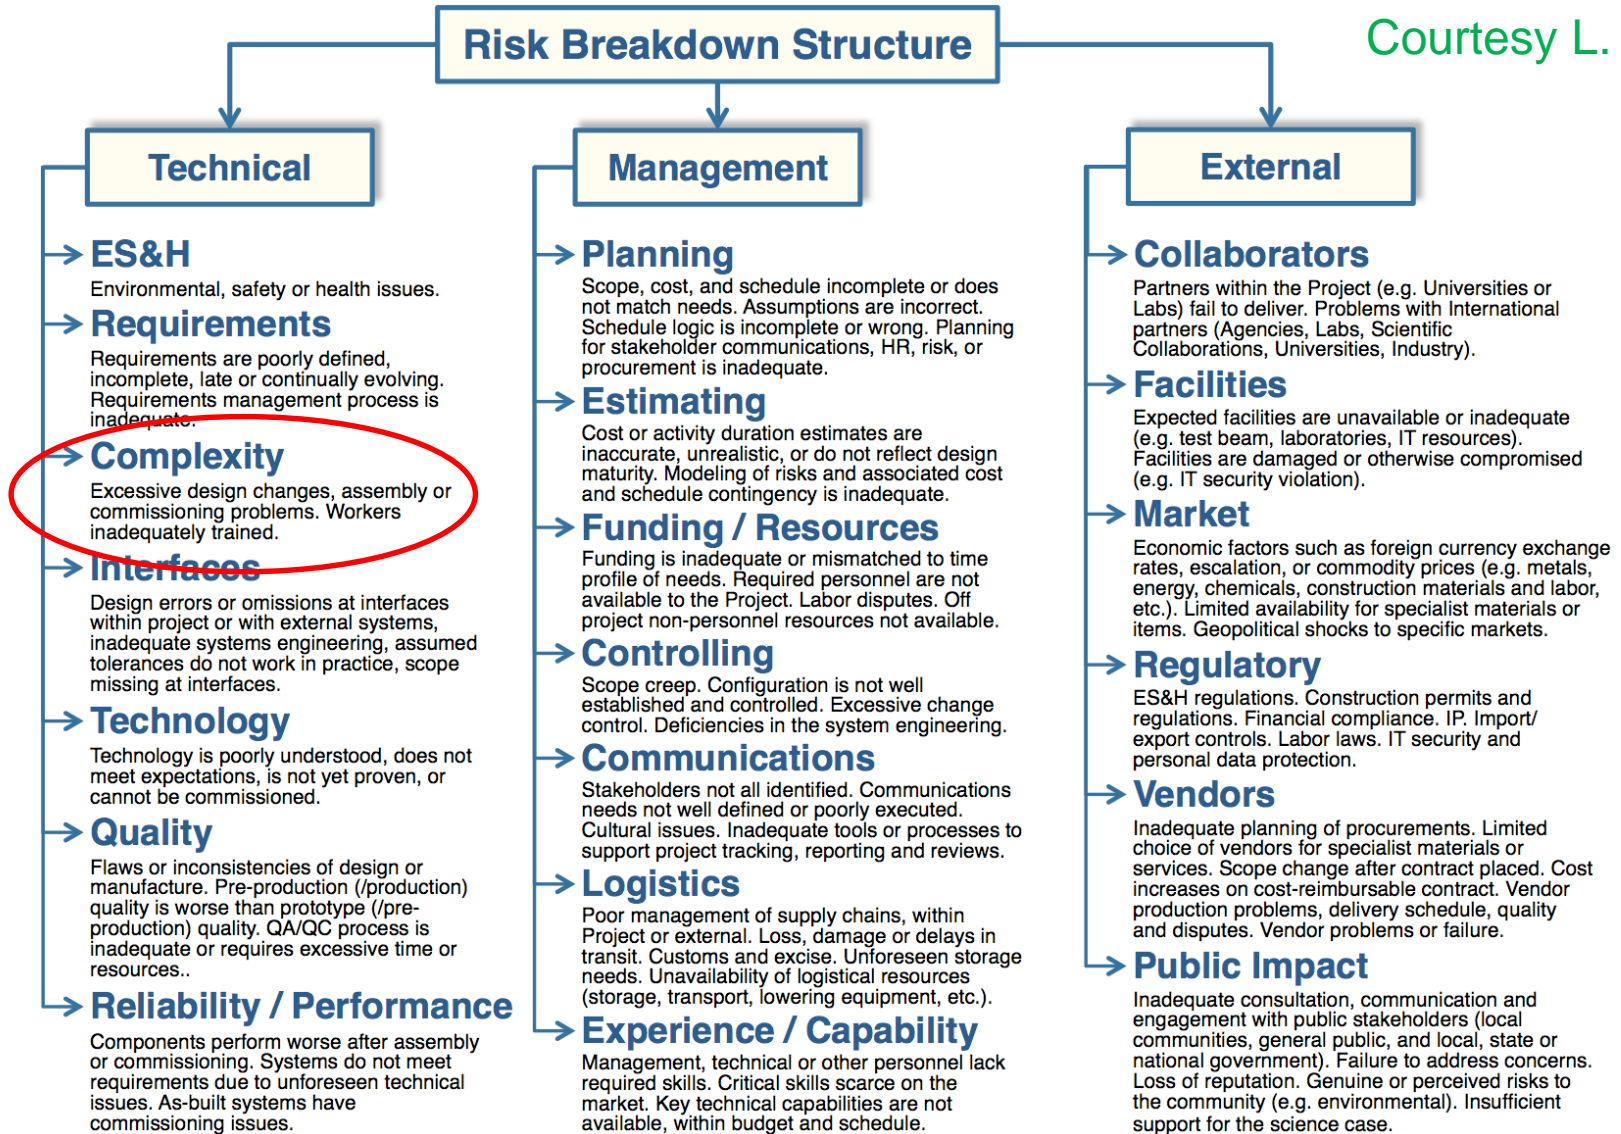 Risk Breakdown Structure
Courtesy L.
Technical
ES&H
Environmental, safety or health issues.
Requirements
Requirements are poorly defined,
incomplete, late or continually evolving.
Requirements management process is
inadequate.
Complexity
Excessive design changes, assembly or
commissioning problems. Workers
inadequately trained.
Interfaces
Design errors or omissions at interfaces
within project or with external systems,
inadequate systems engineering, assumed
tolerances do not work in practice, scope
missing at interfaces.
Technology
Technology is poorly understood, does not
meet expectations, is not yet proven, or
cannot be commissioned.
Quality
Flaws or inconsistencies of design or
manufacture. Pre-production (/production)
quality is worse than prototype (/pre-
production) quality. QA/QC process is
inadequate or requires excessive time or
resources..
Reliability / Performance
Components perform worse after assembly
or commissioning. Systems do not meet
requirements due to unforeseen technical
issues. As-built systems have
commissioning issues.
Management
Planning
Scope, cost, and schedule incomplete or does
not match needs. Assumptions are incorrect.
Schedule logic is incomplete or wrong. Planning
for stakeholder communications, HR, risk, or
procurement is inadequate.
Estimating
Cost or activity duration estimates are
inaccurate, unrealistic, or do not reflect design
maturity. Modeling of risks and associated cost
and schedule contingency is inadequate.
Funding / Resources
Funding is inadequate or mismatched to time
profile of needs. Required personnel are not
available to the Project. Labor disputes. Off
project non-personnel resources not available.
Controlling
Scope creep. Configuration is not well
established and controlled. Excessive change
control. Deficiencies in the system engineering.
Communications
Stakeholders not all identified. Communications
needs not well defined or poorly executed.
Cultural issues. Inadequate tools or processes to
support project tracking, reporting and reviews.
Logistics
Poor management of supply chains, within
Project or external. Loss, damage or delays in
transit. Customs and excise. Unforeseen storage
needs. Unavailability of logistical resources
(storage, transport, lowering equipment, etc.).
Experience / Capability
Management, technical or other personnel lack
required skills. Critical skills scarce on the
market. Key technical capabilities are not
available, within budget and schedule.
External
Collaborators
Partners within the Project (e.g. Universities or
Labs) fail to deliver. Problems with International
partners (Agencies, Labs, Scientific
Collaborations, Universities, Industry).
Facilities
Expected facilities are unavailable or inadequate
(e.g. test beam, laboratories, IT resources).
Facilities are damaged or otherwise compromised
(e.g. IT security violation).
Market
Economic factors such as foreign currency exchange
rates, escalation, or commodity prices (e.g. metals,
energy, chemicals, construction materials and labor,
etc.). Limited availability for specialist materials or
items. Geopolitical shocks to specific markets.
Regulatory
ES&H regulations. Construction permits and
regulations. Financial compliance. IP. Import/
export controls. Labor laws. IT security and
personal data protection.
Vendors
Inadequate planning of procurements. Limited
choice of vendors for specialist materials or
services. Scope change after contract placed. Cost
increases on cost-reimbursable contract. Vendor
production problems, delivery schedule, quality
and disputes. Vendor problems or failure.
Public Impact
Inadequate consultation, communication and
engagement with public stakeholders (local
communities, general public, and local, state or
national government). Failure to address concerns.
Loss of reputation. Genuine or perceived risks to
the community (e.g. environmental). Insufficient
support for the science case.